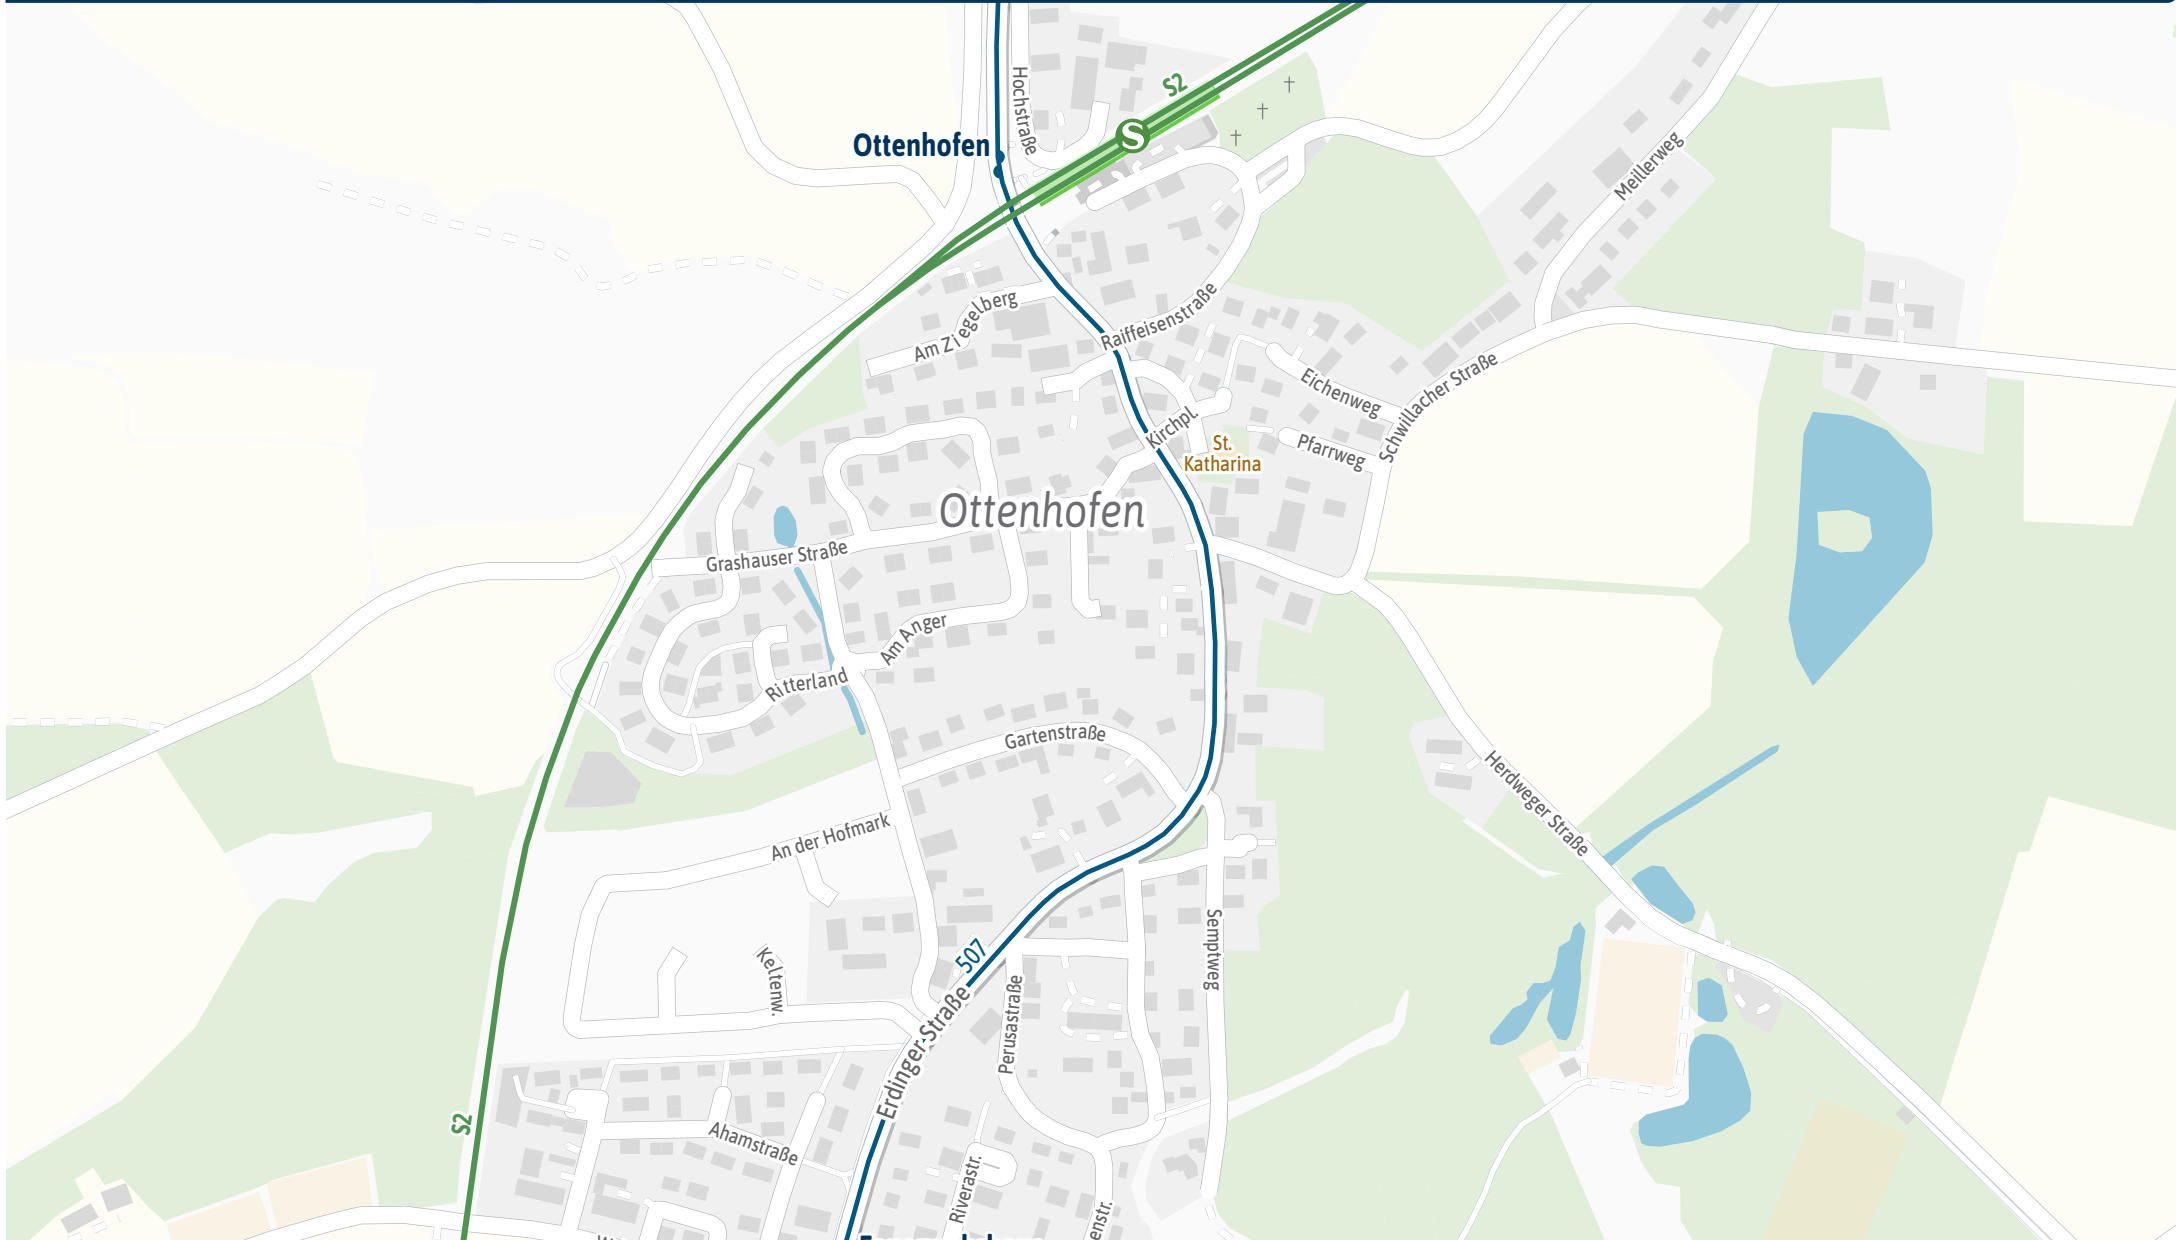 S2
Hochstraße
S
Ottenhofen
Meillerweg
Am Ziegelberg
Raiffeisenstraße
Eichenweg
Schwillacher Straße
Kirchpl.
St.
Katharina
Pfarrweg
Ottenhofen
Grashauser Straße
Am Anger
Ritterland
Gartenstraße
Herdweger Straße
An der Hofmark
Semptweg
507
Keltenw.
Perusastraße
Erdinger Straße
S2
Ahamstraße
Riverastr.
enstr.